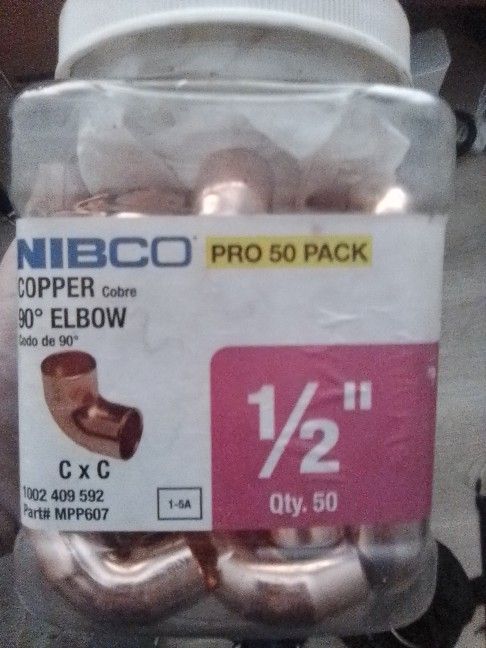 NIBCO
PRO 50 PACK
COPPER Cobre
90° ELBOW
Codo de 90°
C x C
1002 409 592
Part# MPP607
1-5A
1/2"
Qty. 50